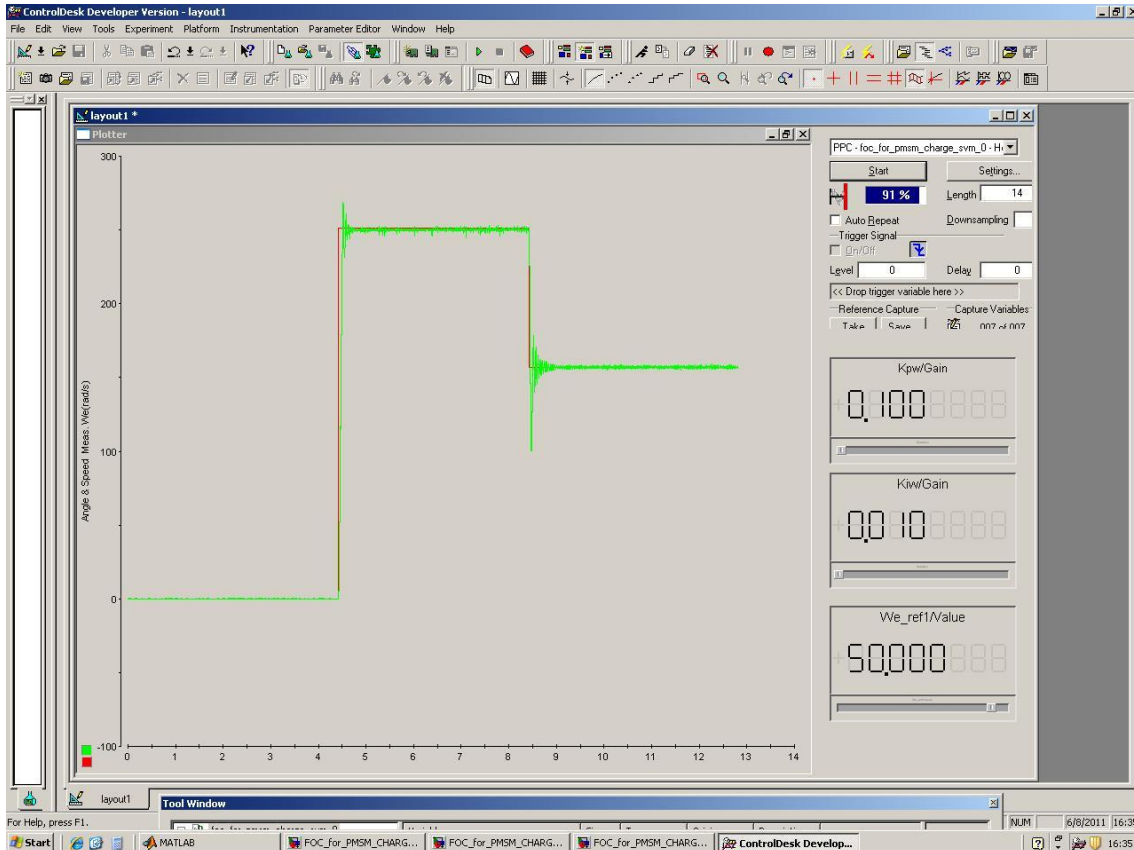 ControlDesk Developer Version - layout1
File Edit View Tools Experiment Platform Instrumentation Parameter Editor Window Help
layout1 *
Plotter
300
200
100
0
-100
Angle & Speed Meas. We(rad/s)
0 1 2 3 4 5 6 7 8 9 10 11 12 13 14
PPC - foc_for_pmsm_charge_svm_0 - H
Start Settings...
91 % Length 14
Auto Repeat Downsampling
Trigger Signal
On/Off
Level 0 Delay 0
<< Drop trigger variable here >>
Reference Capture Capture Variables
Take Save 007 of 007
Kpw/Gain
+0.100
Kiw/Gain
+0.010
We_ref1/Value
+50.000
layout1
Tool Window
For Help, press F1.
NUM 6/8/2011 16:35
Start MATLAB FOC_for_PMSM_CHARG... FOC_for_PMSM_CHARG... FOC_for_PMSM_CHARG... ControlDesk Develop... 16:35